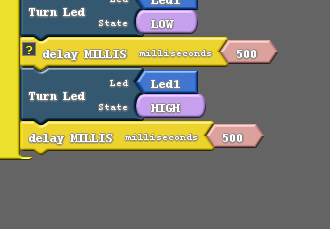 Led Led1
Turn Led
State LOW
? delay MILLIS milliseconds 500
Led Led1
Turn Led
State HIGH
delay MILLIS milliseconds 500